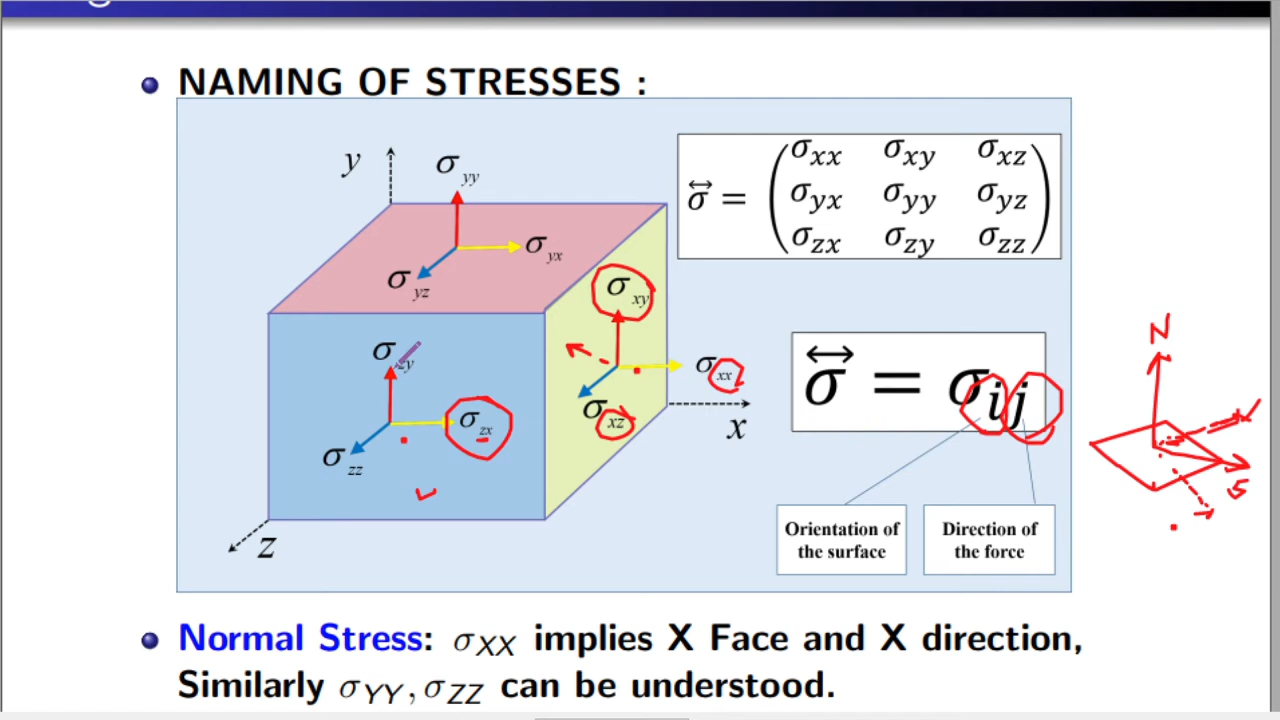 NAMING OF STRESSES :
y
σyy
σyx
σyz
σxy
σxx
σxz
x
σzy
σzx
σzz
z
σ↔ =
σxx σxy σxz
σyx σyy σyz
σzx σzy σzz
σ↔ = σij
Orientation of
the surface
Direction of
the force
N
S
Normal Stress: σXX implies X Face and X direction,
Similarly σYY, σZZ can be understood.